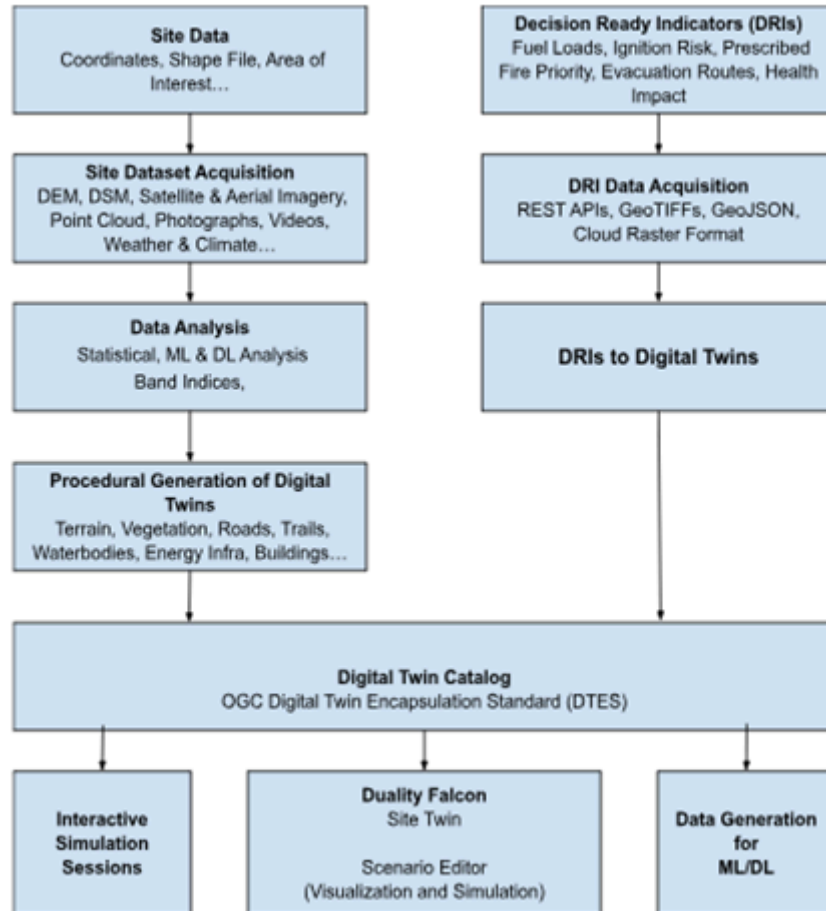 Site Data
Coordinates, Shape File, Area of
Interest...
Decision Ready Indicators (DRIs)
Fuel Loads, Ignition Risk, Prescribed
Fire Priority, Evacuation Routes, Health
Impact
Site Dataset Acquisition
DEM, DSM, Satellite & Aerial Imagery,
Point Cloud, Photographs, Videos,
Weather & Climate...
DRI Data Acquisition
REST APIs, GeoTIFFs, GeoJSON,
Cloud Raster Format
Data Analysis
Statistical, ML & DL Analysis
Band Indices,
DRIs to Digital Twins
Procedural Generation of Digital
Twins
Terrain, Vegetation, Roads, Trails,
Waterbodies, Energy Infra, Buildings...
Digital Twin Catalog
OGC Digital Twin Encapsulation Standard (DTES)
Interactive
Simulation
Sessions
Duality Falcon
Site Twin
Scenario Editor
(Visualization and Simulation)
Data Generation
for
ML/DL